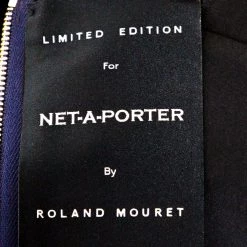 LIMITED EDITION
For
NET-A-PORTER
By
ROLAND MOURET